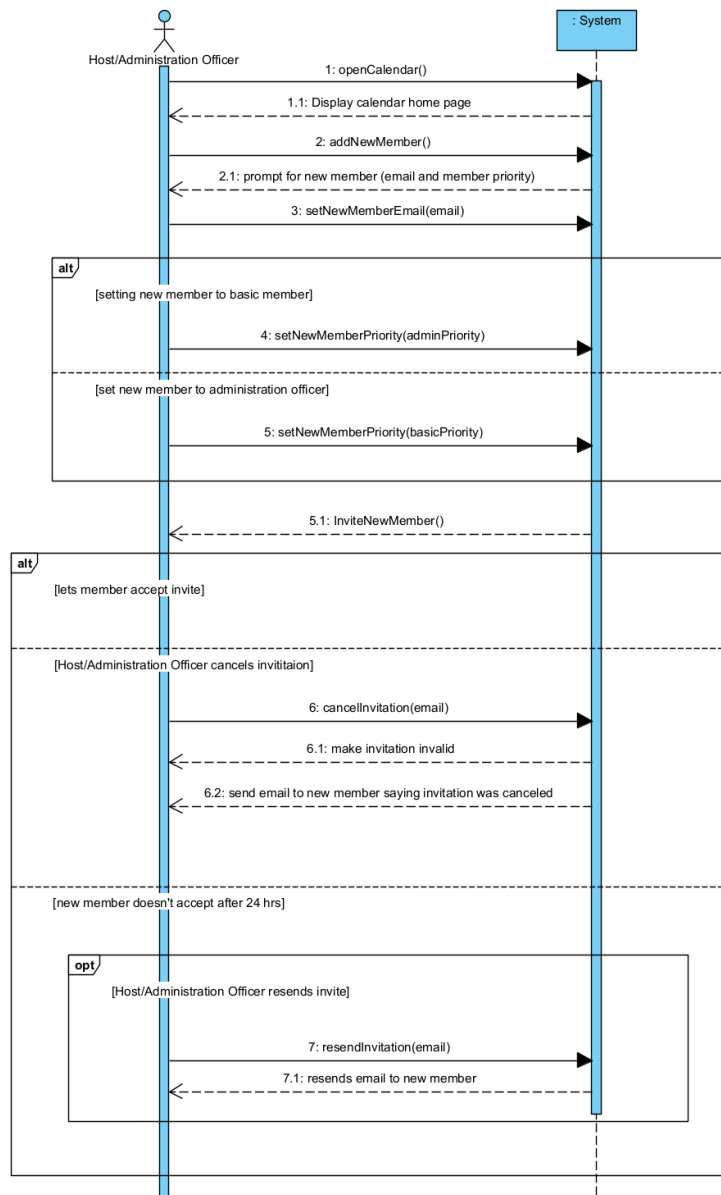 : System
Host/Administration Officer
1: openCalendar()
1.1: Display calendar home page
2: addNewMember()
2.1: prompt for new member (email and member priority)
3: setNewMemberEmail(email)
alt
[setting new member to basic member]
4: setNewMemberPriority(adminPriority)
[set new member to administration officer]
5: setNewMemberPriority(basicPriority)
5.1: InviteNewMember()
alt
[lets member accept invite]
[Host/Administration Officer cancels invititaion]
6: cancelInvitation(email)
6.1: make invitation invalid
6.2: send email to new member saying invitation was canceled
[new member doesn't accept after 24 hrs]
opt
[Host/Administration Officer resends invite]
7: resendInvitation(email)
7.1: resends email to new member